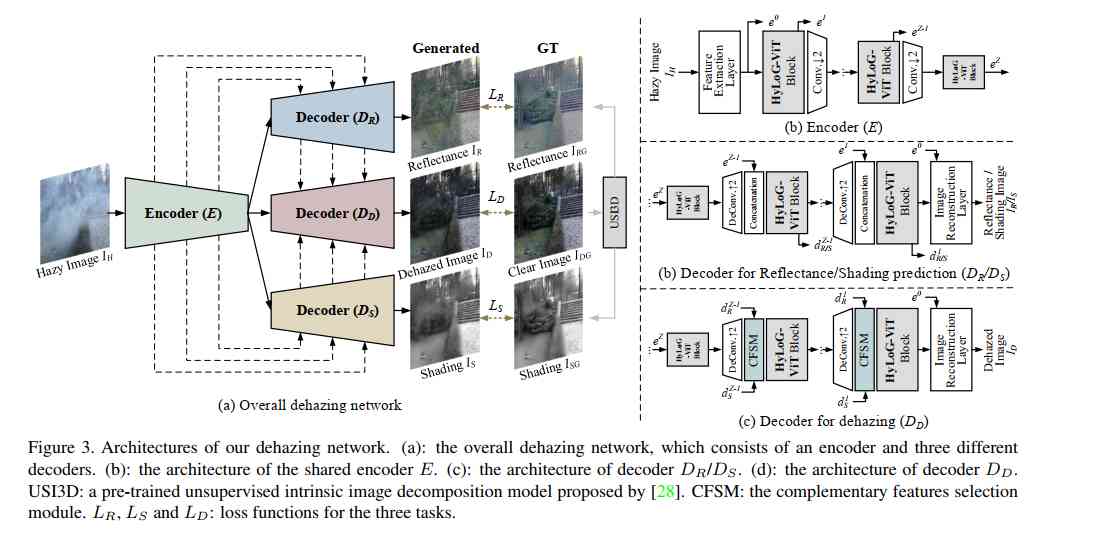 Generated
GT
Hazy Image I_H
Encoder (E)
Decoder (D_R)
Decoder (D_D)
Decoder (D_S)
Reflectance I_R
L_R
Reflectance I_RG
Dehazed Image I_D
L_D
Clear Image I_DG
Shading I_S
L_S
Shading I_SG
USI3D
(a) Overall dehazing network
Hazy Image
I_H
Feature
Extraction
Layer
e^0
HyLoG-ViT
Block
e^1
Conv.↓2
HyLoG-
ViT Block
e^{Z-1}
Conv.↓2
HyLoG
-ViT
Block
e^Z
(b) Encoder (E)
e^Z
HyLoG
-ViT
Block
e^{Z-1}
DeConv.↑2
Concatenation
HyLoG-
ViT Block
d_{R/S}^{Z-1}
e^1
DeConv.↑2
Concatenation
HyLoG-ViT
Block
d_{R/S}^1
e^0
Image
Reconstruction
Layer
Reflectance /
Shading Image
I_R/I_S
(b) Decoder for Reflectance/Shading prediction (D_R/D_S)
e^Z
HyLoG
-ViT
Block
d_R^{Z-1}
DeConv.↑2
CFSM
HyLoG-
ViT Block
d_S^{Z-1}
d_R^1
DeConv.↑2
CFSM
HyLoG-ViT
Block
d_S^1
e^0
Image
Reconstruction
Layer
Dehazed
Image
I_D
(c) Decoder for dehazing (D_D)
Figure 3. Architectures of our dehazing network. (a): the overall dehazing network, which consists of an encoder and three different
decoders. (b): the architecture of the shared encoder E. (c): the architecture of decoder D_R/D_S. (d): the architecture of decoder D_D.
USI3D: a pre-trained unsupervised intrinsic image decomposition model proposed by [28]. CFSM: the complementary features selection
module. L_R, L_S and L_D: loss functions for the three tasks.